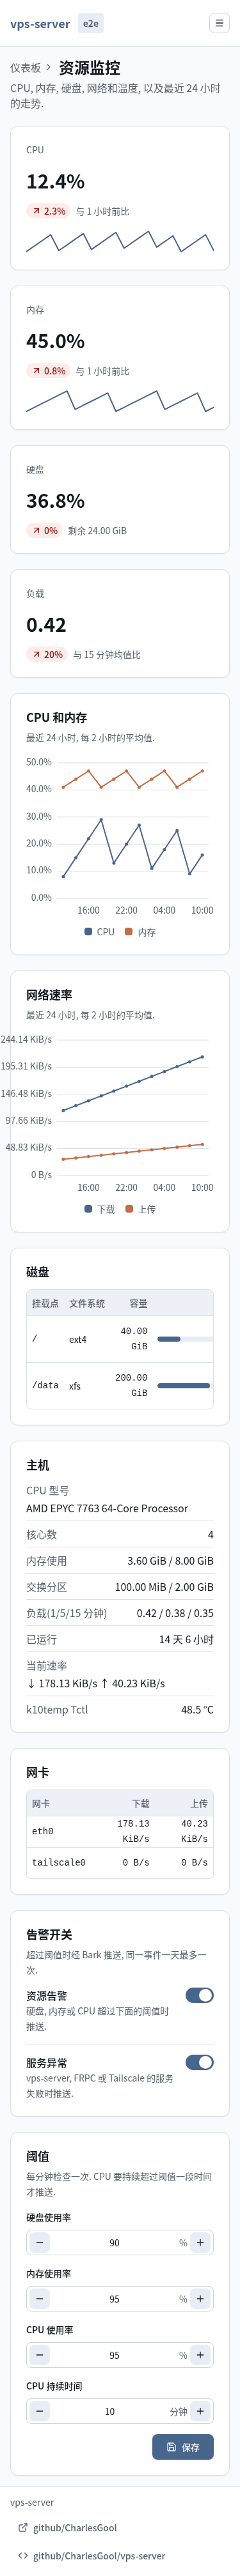 vps-server e2e
仪表板 > 资源监控
CPU, 内存, 硬盘, 网络和温度, 以及最近 24 小时
的走势.
CPU
12.4%
2.3% 与 1 小时前比
内存
45.0%
0.8% 与 1 小时前比
硬盘
36.8%
0% 剩余 24.00 GiB
负载
0.42
20% 与 15 分钟均值比
CPU 和内存
最近 24 小时, 每 2 小时的平均值.
50.0%
40.0%
30.0%
20.0%
10.0%
0.0%
16:00 22:00 04:00 10:00
CPU 内存
网络速率
最近 24 小时, 每 2 小时的平均值.
244.14 KiB/s
195.31 KiB/s
146.48 KiB/s
97.66 KiB/s
48.83 KiB/s
0 B/s
16:00 22:00 04:00 10:00
下载 上传
磁盘
挂载点 文件系统 容量
/ ext4 40.00 GiB
/data xfs 200.00 GiB
主机
CPU 型号
AMD EPYC 7763 64-Core Processor
核心数 4
内存使用 3.60 GiB / 8.00 GiB
交换分区 100.00 MiB / 2.00 GiB
负载(1/5/15 分钟) 0.42 / 0.38 / 0.35
已运行 14 天 6 小时
当前速率
↓ 178.13 KiB/s ↑ 40.23 KiB/s
k10temp Tctl 48.5 °C
网卡
网卡 下载 上传
eth0 178.13 KiB/s 40.23 KiB/s
tailscale0 0 B/s 0 B/s
告警开关
超过阈值时经 Bark 推送, 同一事件一天最多一
次.
资源告警
硬盘, 内存或 CPU 超过下面的阈值时
推送.
服务异常
vps-server, FRPC 或 Tailscale 的服务
失败时推送.
阈值
每分钟检查一次. CPU 要持续超过阈值一段时间
才推送.
硬盘使用率
− 90 % +
内存使用率
− 95 % +
CPU 使用率
− 95 % +
CPU 持续时间
− 10 分钟 +
保存
vps-server
github/CharlesGool
github/CharlesGool/vps-server